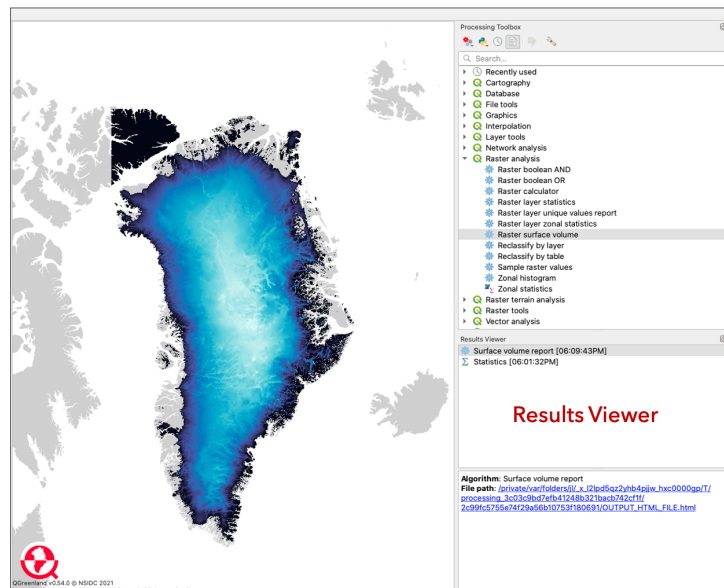 Processing Toolbox
Search...
Recently used
Cartography
Database
File tools
Graphics
Interpolation
Layer tools
Network analysis
Raster analysis
Raster boolean AND
Raster boolean OR
Raster calculator
Raster layer statistics
Raster layer unique values report
Raster layer zonal statistics
Raster surface volume
Reclassify by layer
Reclassify by table
Sample raster values
Zonal histogram
Zonal statistics
Raster terrain analysis
Raster tools
Vector analysis
Results Viewer
Surface volume report [06:09:43PM]
Statistics [06:01:32PM]
Results Viewer
Algorithm: Surface volume report
File path: /private/var/folders/jl/_x_l2lpd5qz2yhb4pjjw_hxc0000gp/T/
processing_3c03c9bd7efb41248b321bacb742cf1f/
2c99fc5755e74f29a56b10753f180691/OUTPUT_HTML_FILE.html
QGreenland v0.54.0 © NSIDC 2021